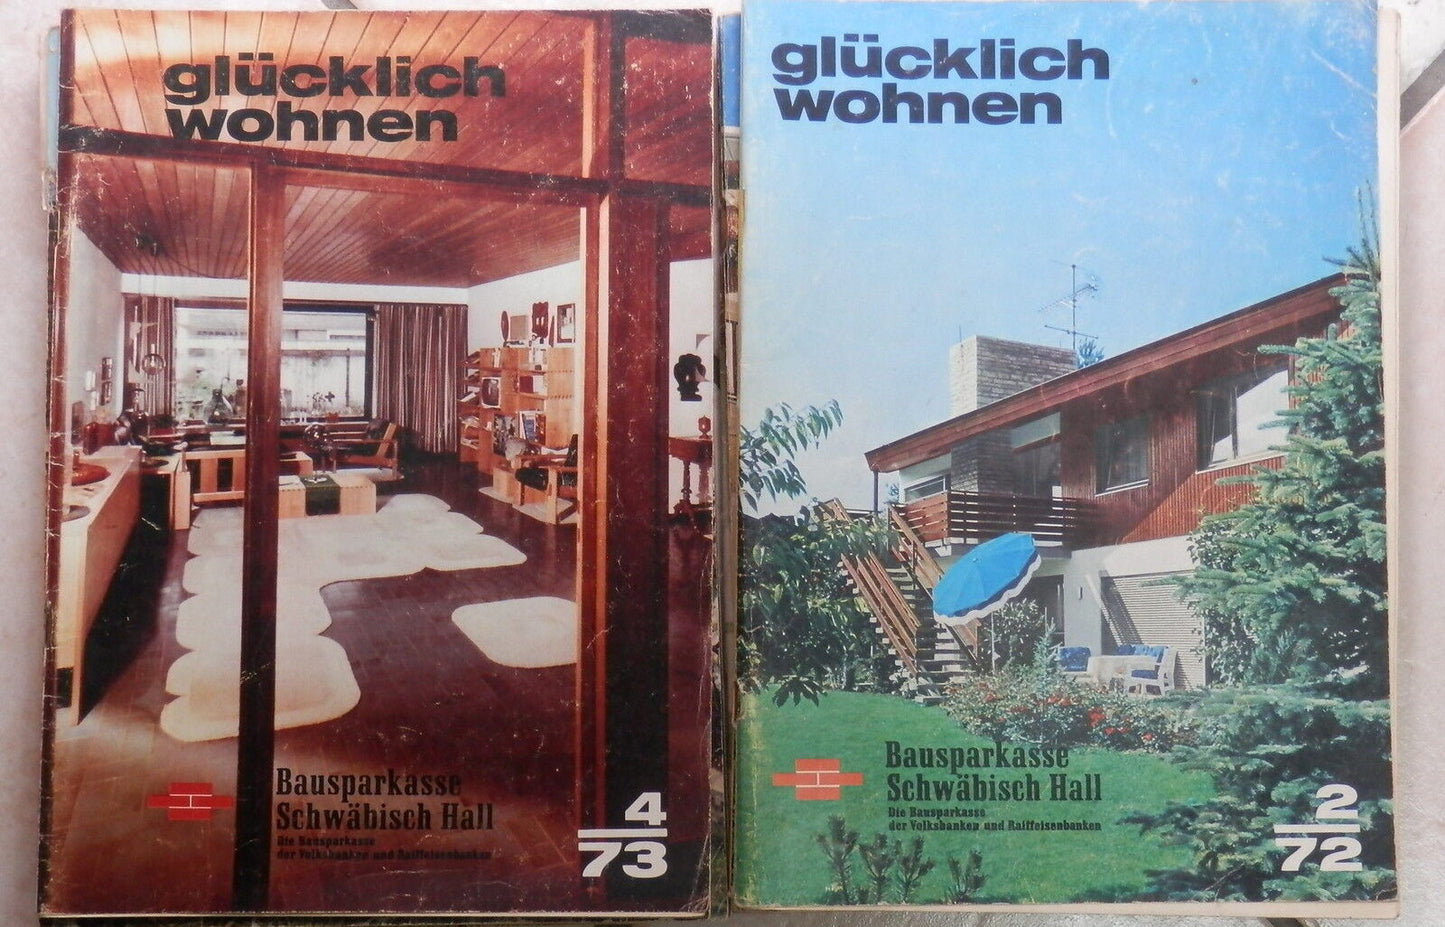 glücklich
wohnen
Bausparkasse
Schwäbisch Hall
Die Bausparkasse
der Volksbanken und Raiffeisenbanken
4
73
glücklich
wohnen
Bausparkasse
Schwäbisch Hall
Die Bausparkasse
der Volksbanken und Raiffeisenbanken
2
72